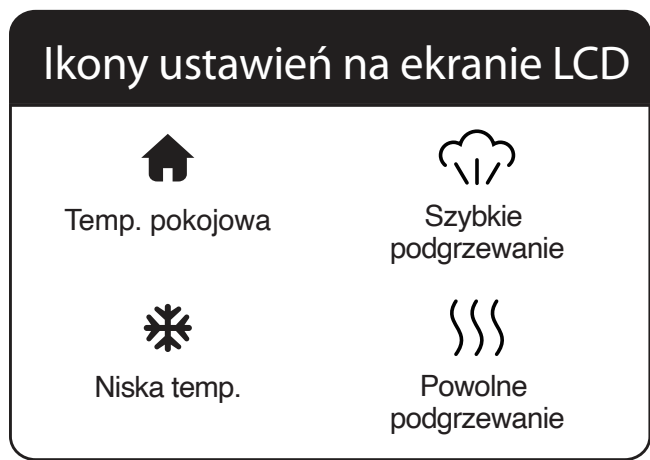 Ikony ustawień na ekranie LCD
Temp. pokojowa
Szybkie
podgrzewanie
Niska temp.
Powolne
podgrzewanie